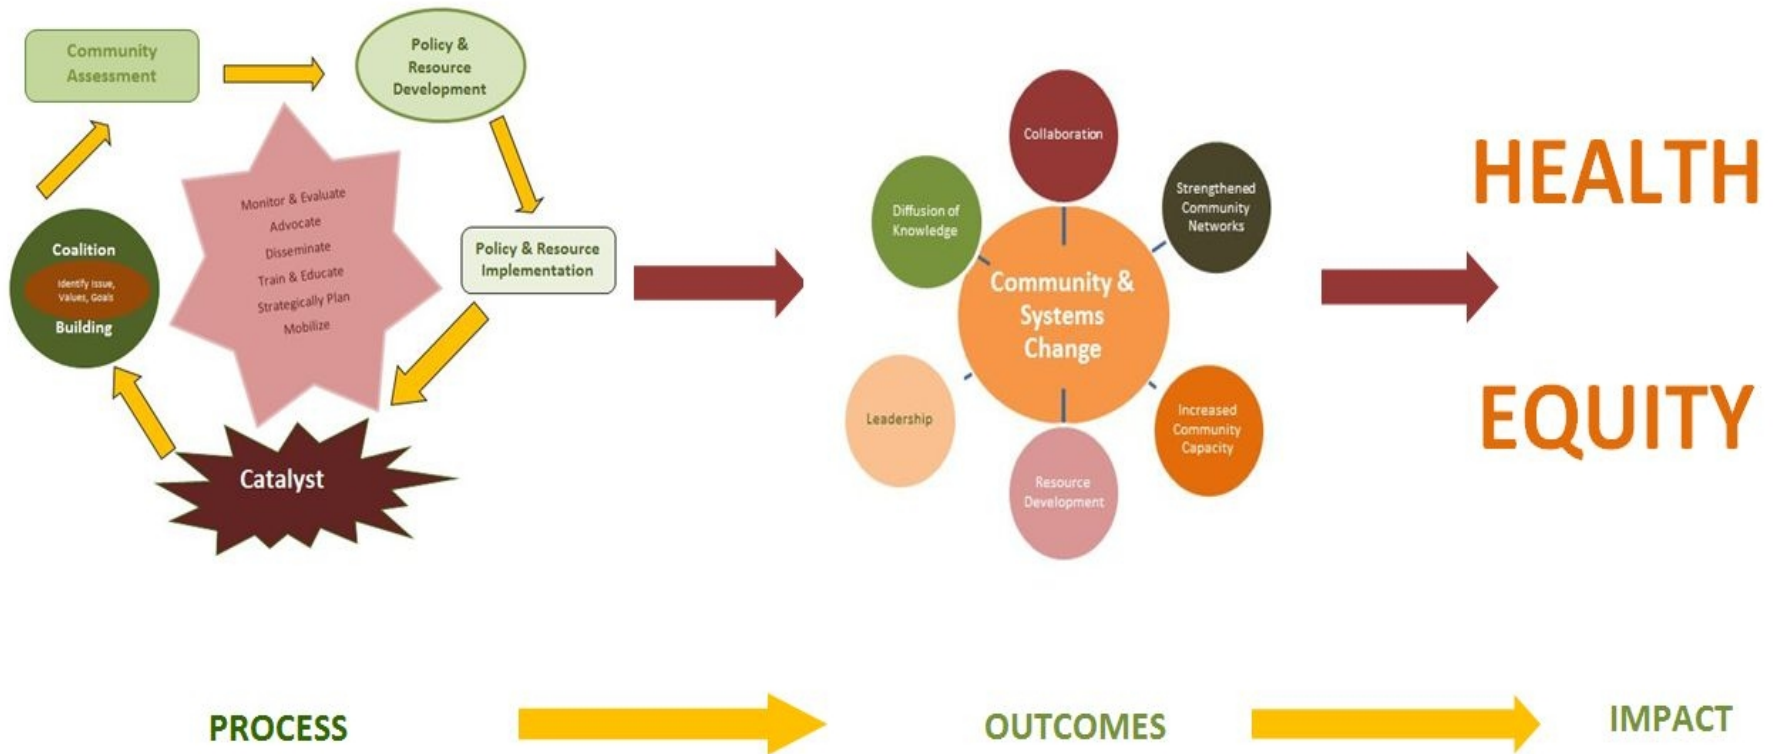 Community
Assessment
Policy &
Resource
Development
Monitor & Evaluate
Advocate
Disseminate
Train & Educate
Strategically Plan
Mobilize
Coalition
Identify Issue,
Values, Goals
Building
Policy & Resource
Implementation
Catalyst
Collaboration
Strengthened
Community
Networks
Diffusion of
Knowledge
Community &
Systems
Change
Leadership
Increased
Community
Capacity
Resource
Development
HEALTH
EQUITY
PROCESS
OUTCOMES
IMPACT